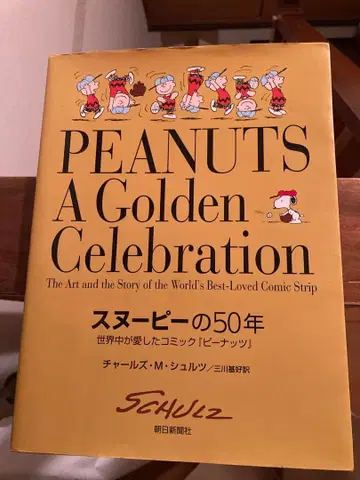 PEANUTS
A Golden
Celebration
The Art and the Story of the World's Best-Loved Comic Strip
スヌーピーの50年
世界中が愛したコミック「ピーナッツ」
チャールズ・M・シュルツ／三川基好訳
SCHULZ
朝日新聞社